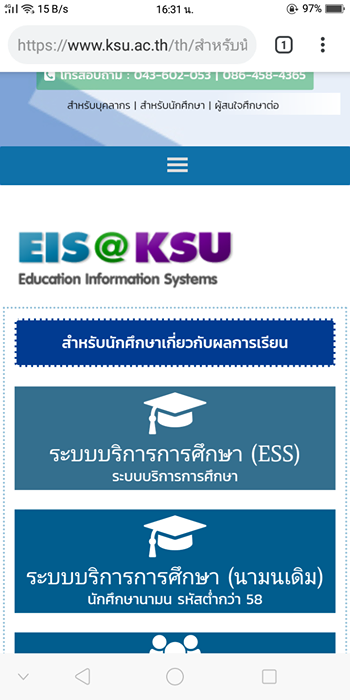 15 B/s
16:31 น.
97%
https://www.ksu.ac.th/th/สำหรับนั
1
โทรสอบถาม : 043-602-053 | 086-458-4365
สำหรับบุคลากร | สำหรับนักศึกษา | ผู้สนใจศึกษาต่อ
EIS@KSU
Education Information Systems
สำหรับนักศึกษาเกี่ยวกับผลการเรียน
ระบบบริการการศึกษา (ESS)
ระบบบริการการศึกษา
ระบบบริการการศึกษา (นามนเดิม)
นักศึกษานามน รหัสต่ำกว่า 58